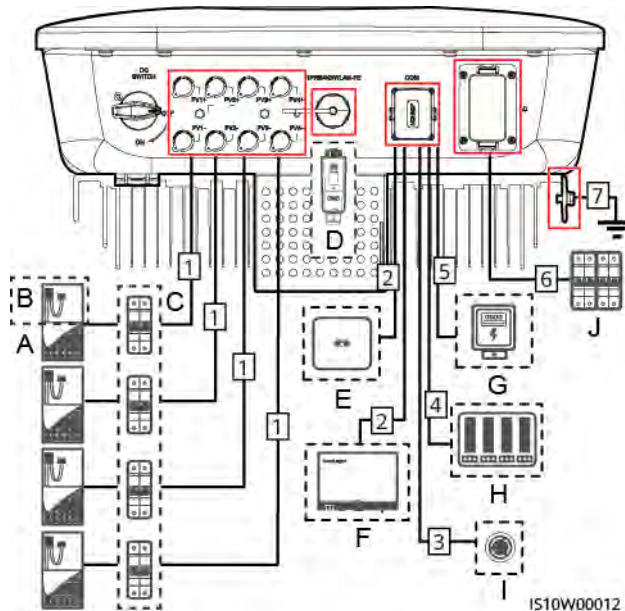 DC SWITCH
ON
PV1+ PV2+ PV3+ PV4+
PV1- PV2- PV3- PV4-
COM
1
1
1
1
2
2
3
4
5
6
7
A
B
C
D
E
F
G
H
I
J
IS10W00012